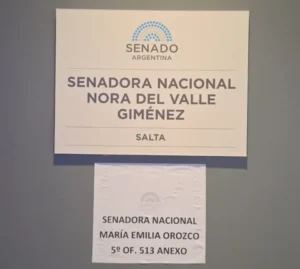 SENADO
ARGENTINA
SENADORA NACIONAL
NORA DEL VALLE
GIMÉNEZ
SALTA
SENADORA NACIONAL
MARÍA EMILIA OROZCO
5º OF. 513 ANEXO